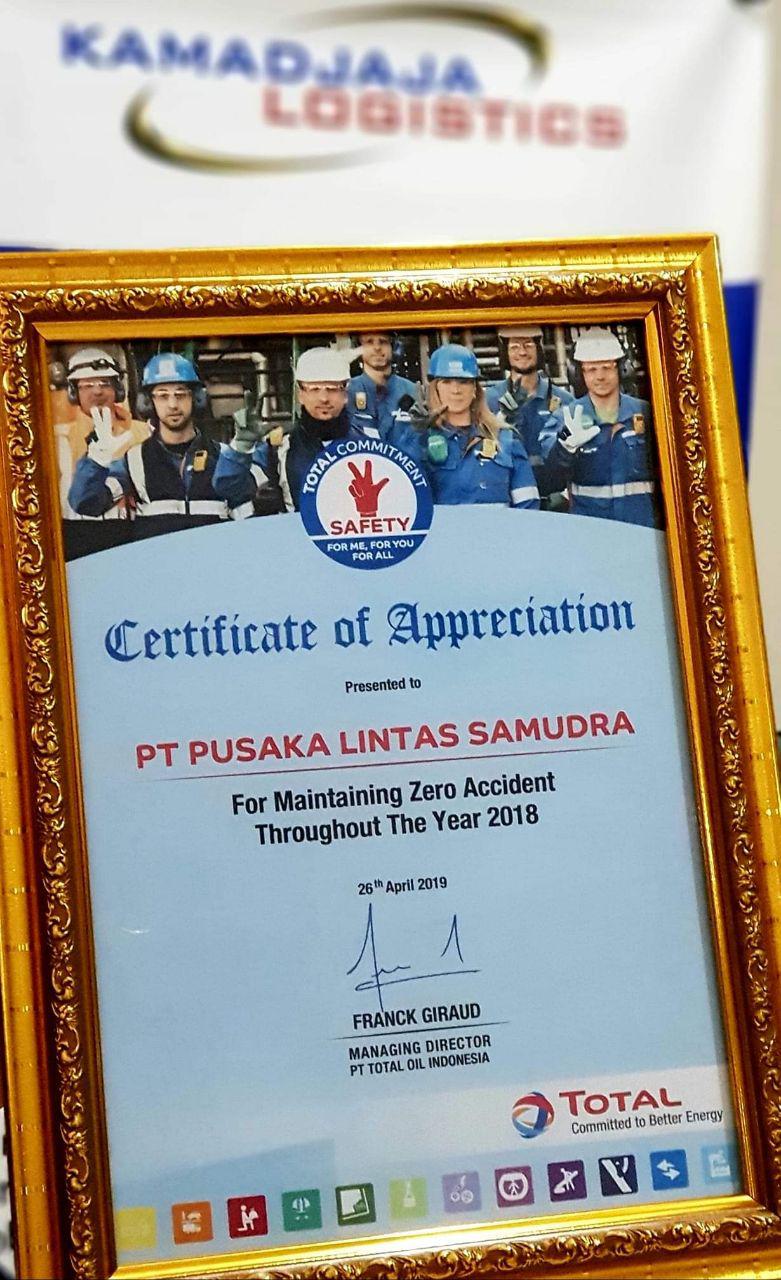 KAMADJAJA
LOGISTICS
TOTAL COMMITMENT
SAFETY
FOR ME, FOR YOU
FOR ALL
Certificate of Appreciation
Presented to
PT PUSAKA LINTAS SAMUDRA
For Maintaining Zero Accident
Throughout The Year 2018
26th April 2019
FRANCK GIRAUD
MANAGING DIRECTOR
PT TOTAL OIL INDONESIA
TOTAL
Committed to Better Energy